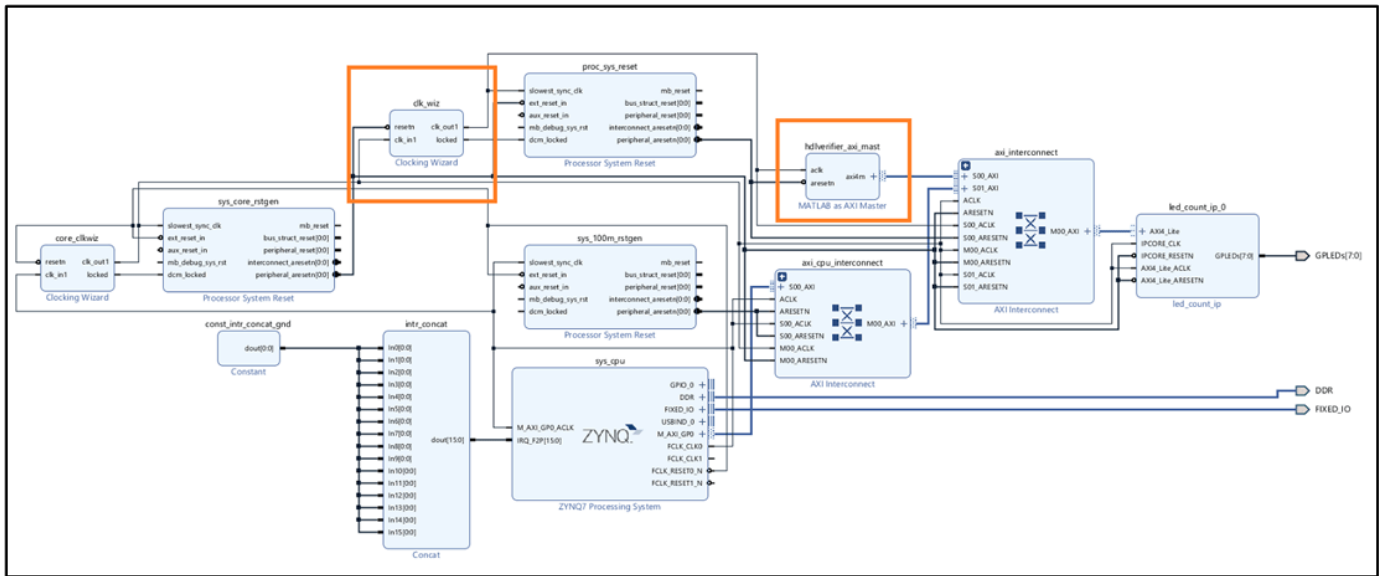 proc_sys_reset
slowest_sync_clk mb_reset
ext_reset_in bus_struct_reset[0:0]
aux_reset_in peripheral_reset[0:0]
mb_debug_sys_rst interconnect_aresetn[0:0]
dcm_locked peripheral_aresetn[0:0]
Processor System Reset
clk_wiz
resetn clk_out1
clk_in1 locked
Clocking Wizard
hdlverifier_axi_mast
aclk
axi4m
aresetn
MATLAB as AXI Master
axi_interconnect
S00_AXI
S01_AXI
ACLK
ARESETN
S00_ACLK
S00_ARESETN
M00_ACLK
M00_ARESETN
S01_ACLK
S01_ARESETN
M00_AXI
AXI Interconnect
led_count_ip_0
AXI4_Lite
IPCORE_CLK
IPCORE_RESETN
AXI4_Lite_ACLK
AXI4_Lite_ARESETN
GPLEDs[7:0]
led_count_ip
GPLEDs[7:0]
sys_core_rstgen
slowest_sync_clk mb_reset
ext_reset_in bus_struct_reset[0:0]
aux_reset_in peripheral_reset[0:0]
mb_debug_sys_rst interconnect_aresetn[0:0]
dcm_locked peripheral_aresetn[0:0]
Processor System Reset
core_clkwiz
resetn clk_out1
clk_in1 locked
Clocking Wizard
sys_100m_rstgen
slowest_sync_clk mb_reset
ext_reset_in bus_struct_reset[0:0]
aux_reset_in peripheral_reset[0:0]
mb_debug_sys_rst interconnect_aresetn[0:0]
dcm_locked peripheral_aresetn[0:0]
Processor System Reset
axi_cpu_interconnect
S00_AXI
ACLK
ARESETN
S00_ACLK
S00_ARESETN
M00_ACLK
M00_ARESETN
M00_AXI
AXI Interconnect
const_intr_concat_gnd
dout[0:0]
Constant
intr_concat
In0[0:0]
In1[0:0]
In2[0:0]
In3[0:0]
In4[0:0]
In5[0:0]
In6[0:0]
In7[0:0]
In8[0:0]
In9[0:0]
In10[0:0]
In11[0:0]
In12[0:0]
In13[0:0]
In14[0:0]
In15[0:0]
dout[15:0]
Concat
sys_cpu
M_AXI_GP0_ACLK
IRQ_F2P[15:0]
ZYNQ
GPIO_0
DDR
FIXED_IO
USBIND_0
M_AXI_GP0
FCLK_CLK0
FCLK_CLK1
FCLK_RESET0_N
FCLK_RESET1_N
ZYNQ7 Processing System
DDR
FIXED_IO